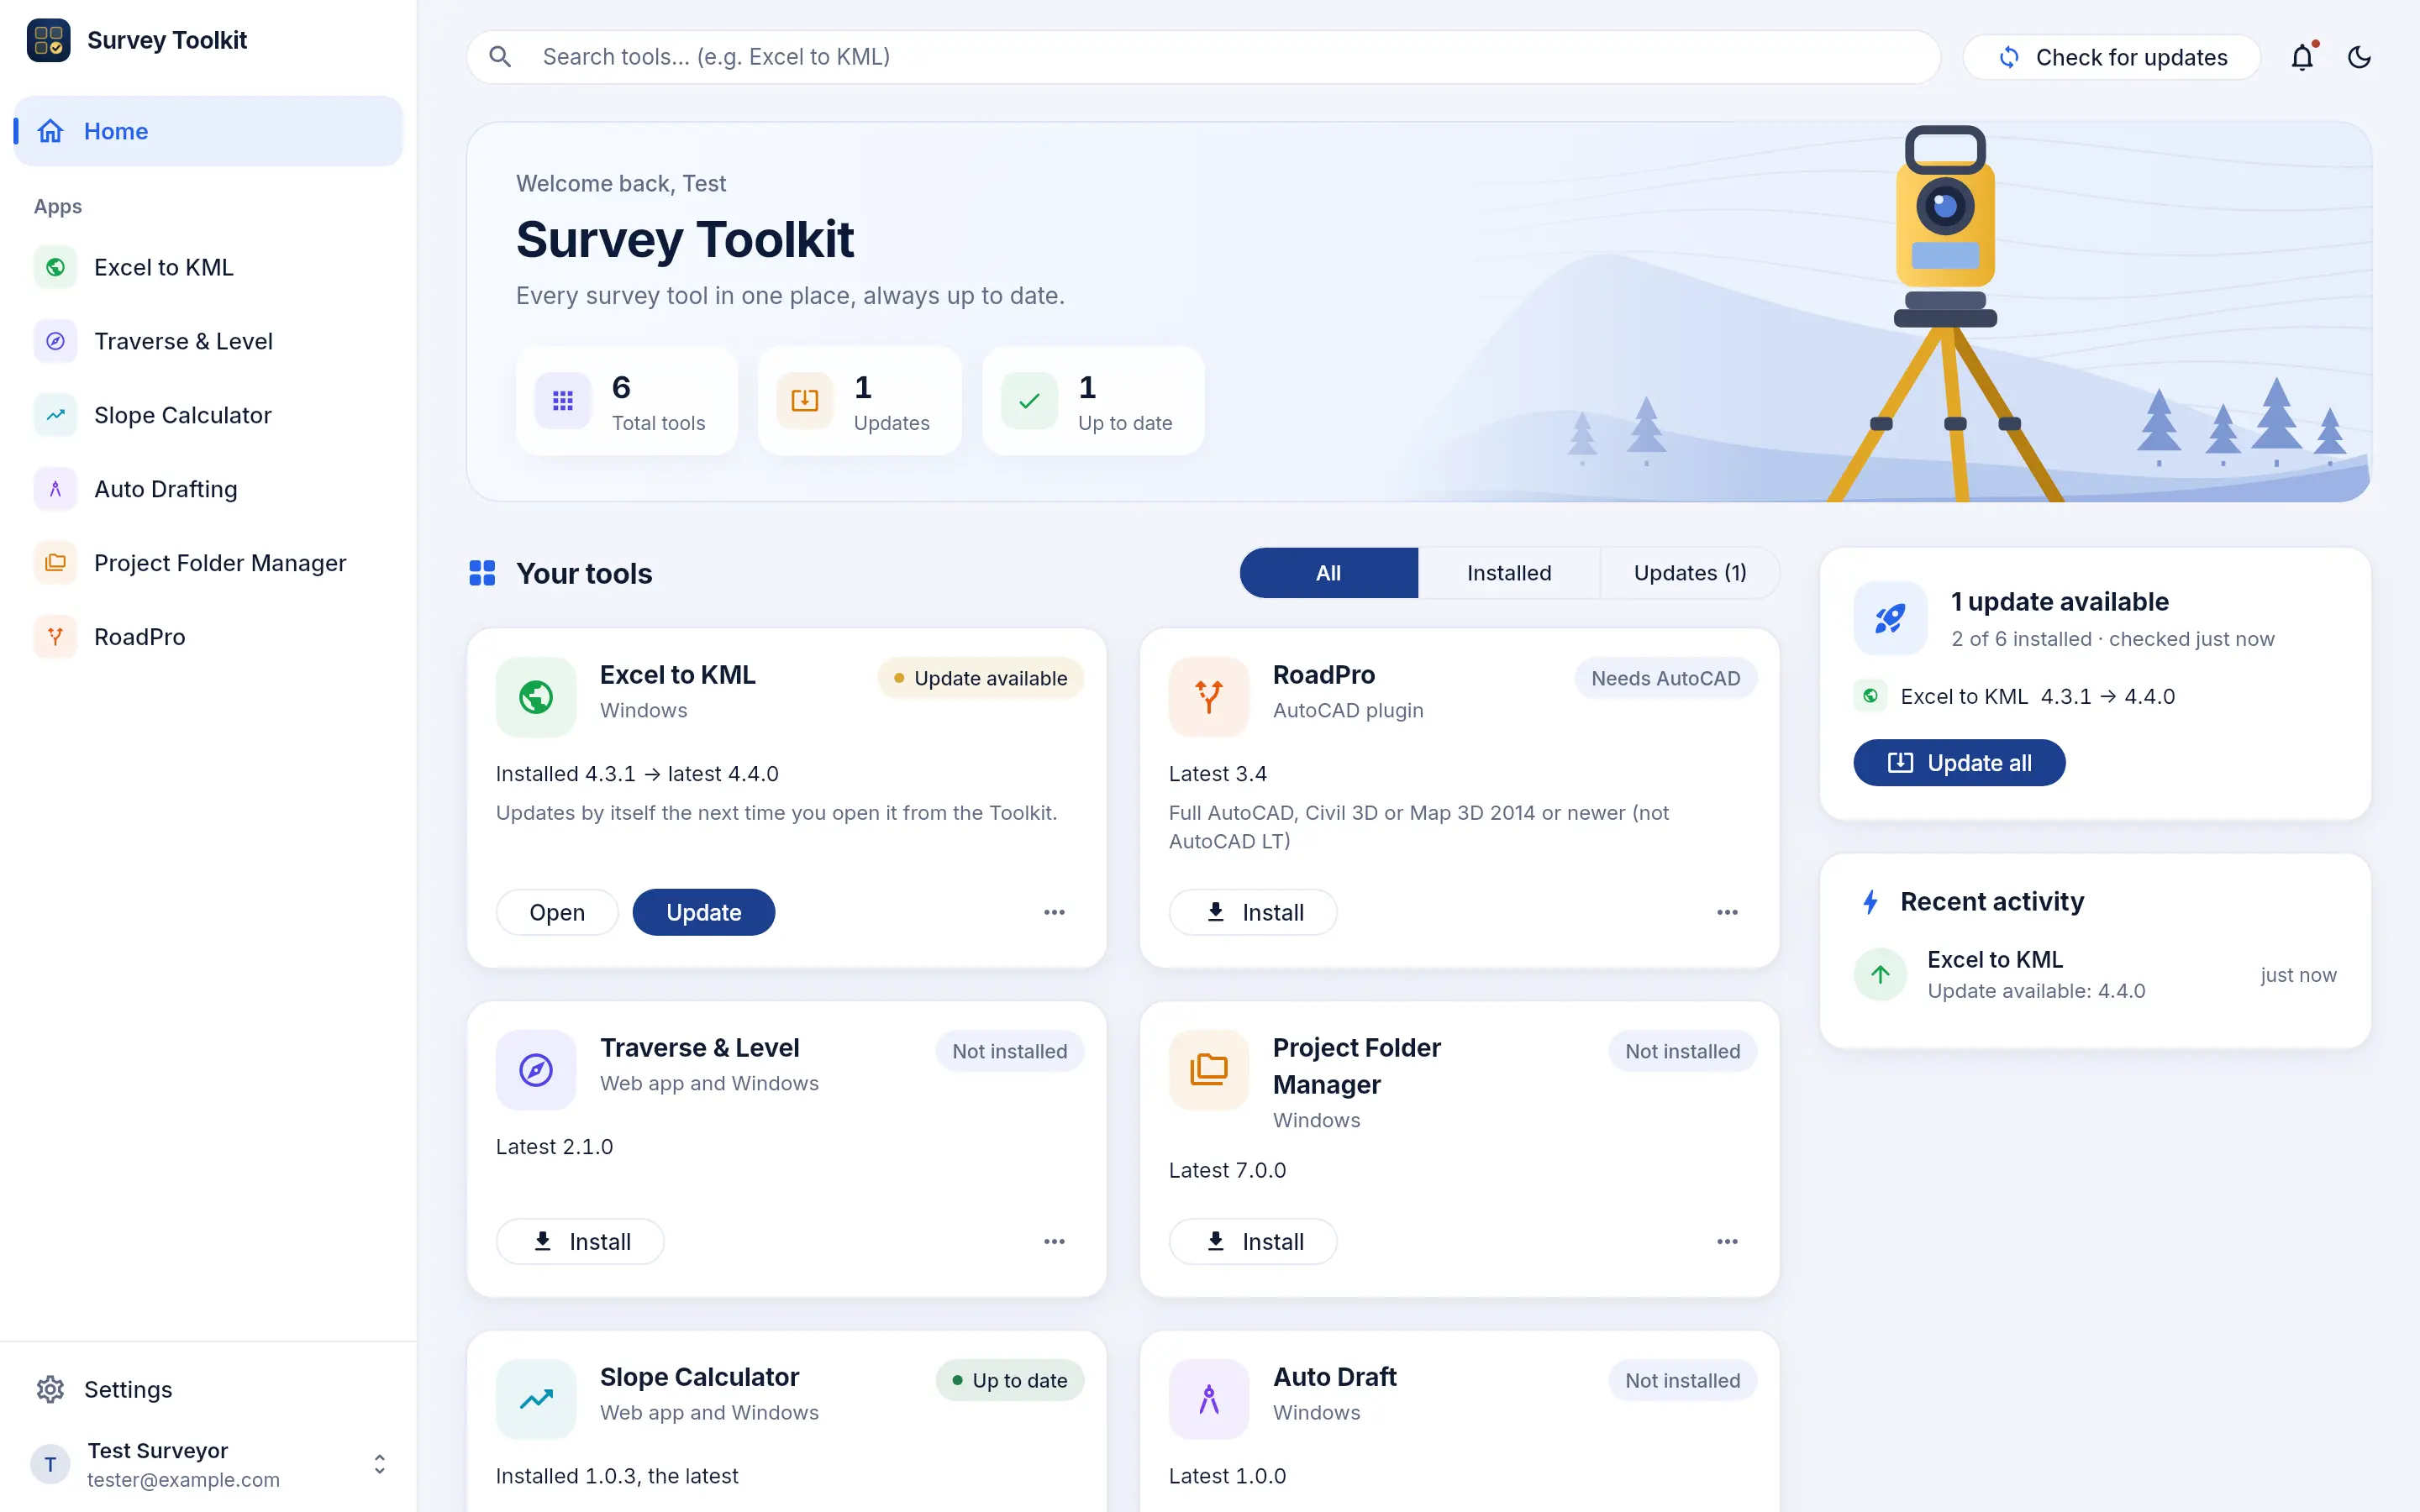 Survey Toolkit
Home
Apps
Excel to KML
Traverse & Level
Slope Calculator
Auto Drafting
Project Folder Manager
RoadPro
Settings
T
Test Surveyor
tester@example.com
Search tools... (e.g. Excel to KML)
Check for updates
Welcome back, Test
Survey Toolkit
Every survey tool in one place, always up to date.
6
Total tools
1
Updates
1
Up to date
Your tools
All
Installed
Updates (1)
Excel to KML
Update available
Windows
Installed 4.3.1 → latest 4.4.0
Updates by itself the next time you open it from the Toolkit.
Open
Update
RoadPro
Needs AutoCAD
AutoCAD plugin
Latest 3.4
Full AutoCAD, Civil 3D or Map 3D 2014 or newer (not
AutoCAD LT)
Install
Traverse & Level
Not installed
Web app and Windows
Latest 2.1.0
Install
Project Folder
Manager
Not installed
Windows
Latest 7.0.0
Install
Slope Calculator
Up to date
Web app and Windows
Installed 1.0.3, the latest
Auto Draft
Not installed
Windows
Latest 1.0.0
1 update available
2 of 6 installed · checked just now
Excel to KML 4.3.1 → 4.4.0
Update all
Recent activity
Excel to KML
Update available: 4.4.0
just now